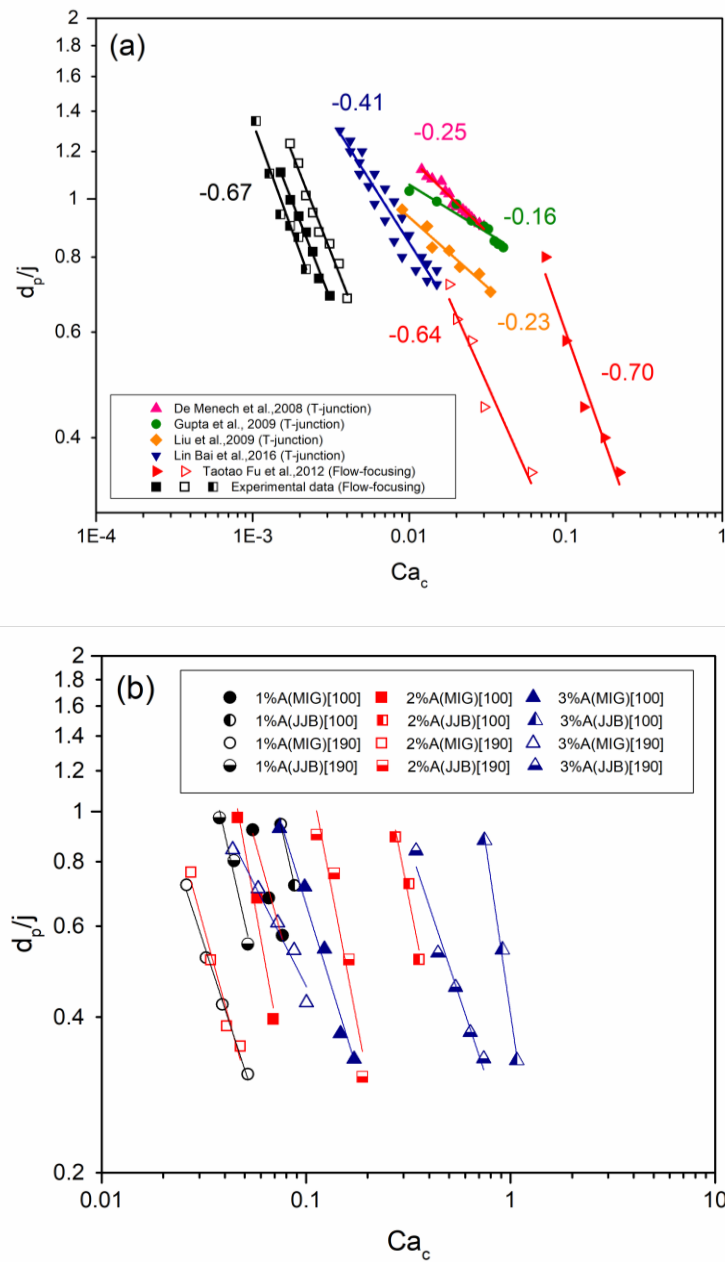 (a)
2
1.8
1.6
1.4
1.2
1
0.8
0.6
0.4
dp/j
-0.67
-0.41
-0.25
-0.16
-0.23
-0.64
-0.70
De Menech et al.,2008 (T-junction)
Gupta et al., 2009 (T-junction)
Liu et al.,2009 (T-junction)
Lin Bai et al.,2016 (T-junction)
Taotao Fu et al.,2012 (Flow-focusing)
Experimental data (Flow-focusing)
1E-4 1E-3 0.01 0.1 1
Cac
(b)
2
1.8
1.6
1.4
1.2
1
0.8
0.6
0.4
0.2
dp/j
1%A(MIG)[100] 2%A(MIG)[100] 3%A(MIG)[100]
1%A(JJB)[100] 2%A(JJB)[100] 3%A(JJB)[100]
1%A(MIG)[190] 2%A(MIG)[190] 3%A(MIG)[190]
1%A(JJB)[190] 2%A(JJB)[190] 3%A(JJB)[190]
0.01 0.1 1 10
Cac